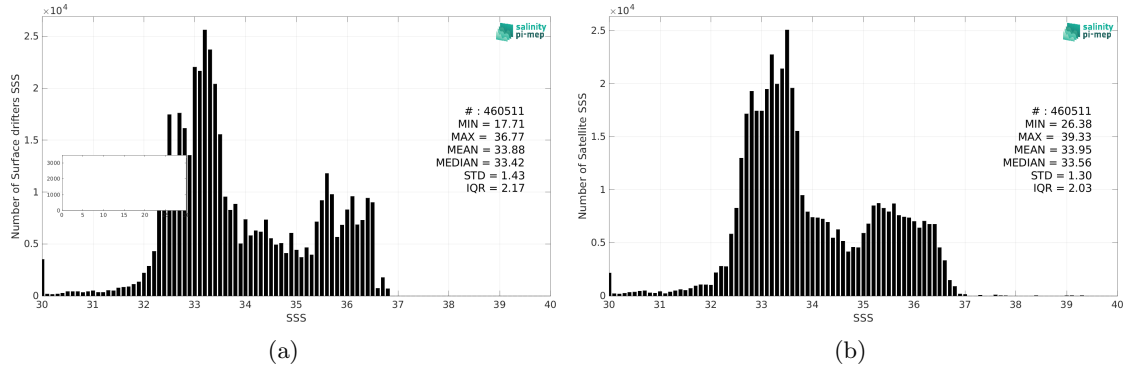 ×10⁴
salinity
pi-mep
# : 460511
MIN = 17.71
MAX = 36.77
MEAN = 33.88
MEDIAN = 33.42
STD = 1.43
IQR = 2.17
Number of Surface drifters SSS
2.5
2
1.5
1
0.5
0
3000
2000
1000
0
0 5 10 15 20 25
30 31 32 33 34 35 36 37 38 39 40
SSS
(a)
×10⁴
salinity
pi-mep
# : 460511
MIN = 26.38
MAX = 39.33
MEAN = 33.95
MEDIAN = 33.56
STD = 1.30
IQR = 2.03
Number of Satellite SSS
2.5
2
1.5
1
0.5
0
30 31 32 33 34 35 36 37 38 39 40
SSS
(b)